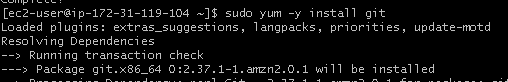 [ec2-user@ip-172-31-119-104 ~]$ sudo yum -y install git
Loaded plugins: extras_suggestions, langpacks, priorities, update-motd
Resolving Dependencies
--> Running transaction check
---> Package git.x86_64 0:2.37.1-1.amzn2.0.1 will be installed